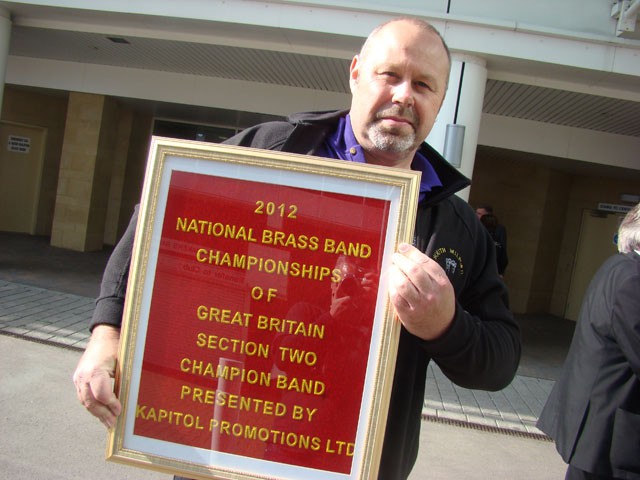 2012
NATIONAL BRASS BAND
CHAMPIONSHIPS
OF
GREAT BRITAIN
SECTION TWO
CHAMPION BAND
PRESENTED BY
KAPITOL PROMOTIONS LTD